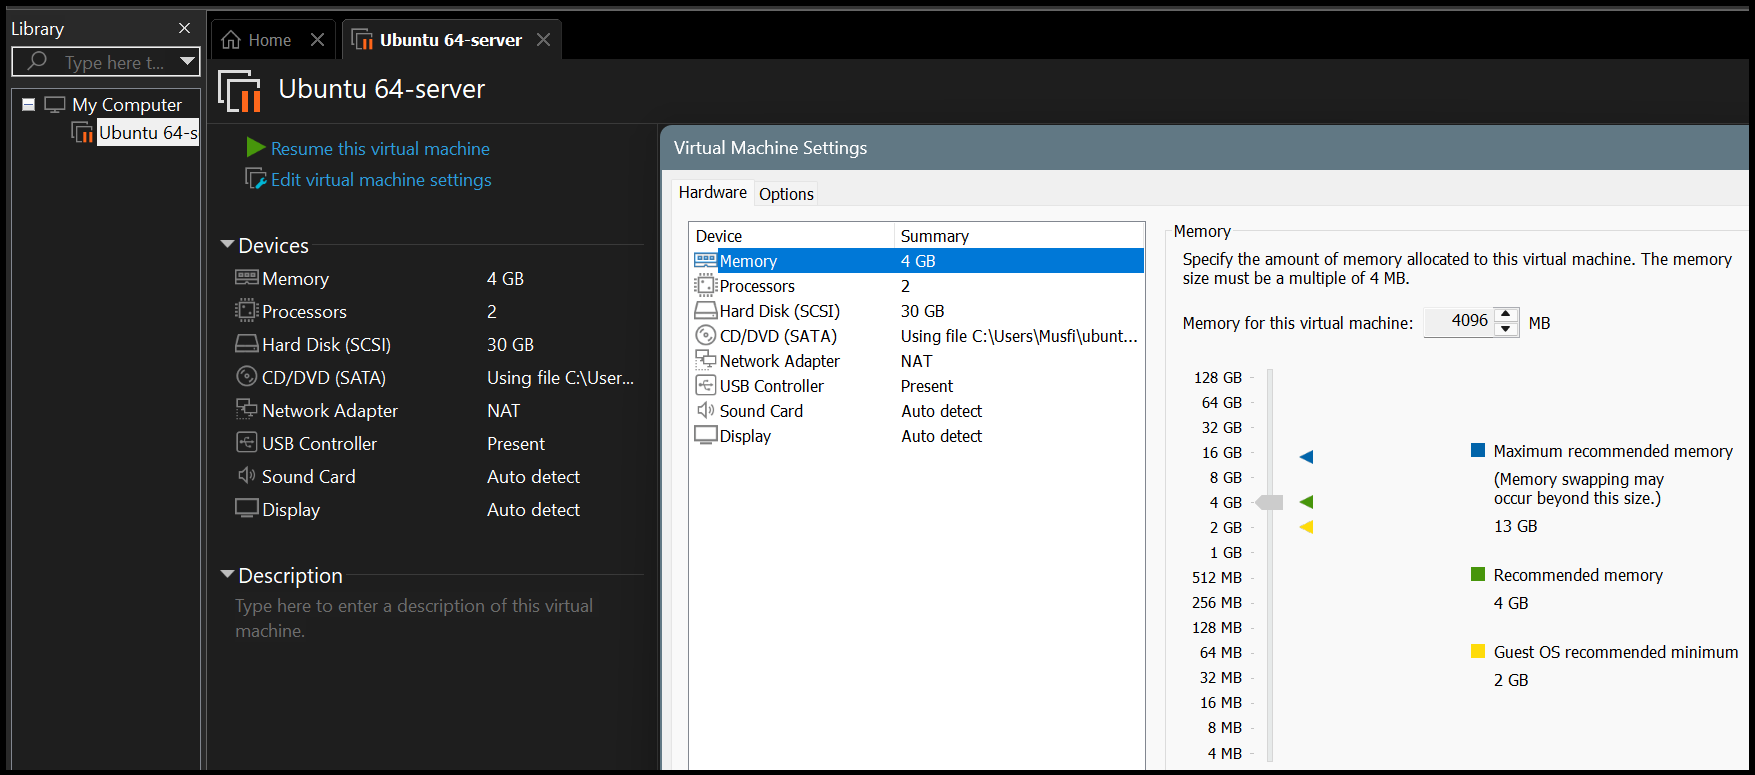 Library
Type here t...
My Computer
Ubuntu 64-s
Home
Ubuntu 64-server
Ubuntu 64-server
Resume this virtual machine
Edit virtual machine settings
Devices
Memory 4 GB
Processors 2
Hard Disk (SCSI) 30 GB
CD/DVD (SATA) Using file C:\User...
Network Adapter NAT
USB Controller Present
Sound Card Auto detect
Display Auto detect
Description
Type here to enter a description of this virtual
machine.
Virtual Machine Settings
Hardware Options
Device Summary
Memory 4 GB
Processors 2
Hard Disk (SCSI) 30 GB
CD/DVD (SATA) Using file C:\Users\Musfi\ubunt...
Network Adapter NAT
USB Controller Present
Sound Card Auto detect
Display Auto detect
Memory
Specify the amount of memory allocated to this virtual machine. The memory
size must be a multiple of 4 MB.
Memory for this virtual machine: 4096 MB
128 GB
64 GB
32 GB
16 GB
8 GB
4 GB
2 GB
1 GB
512 MB
256 MB
128 MB
64 MB
32 MB
16 MB
8 MB
4 MB
Maximum recommended memory
(Memory swapping may
occur beyond this size.)
13 GB
Recommended memory
4 GB
Guest OS recommended minimum
2 GB